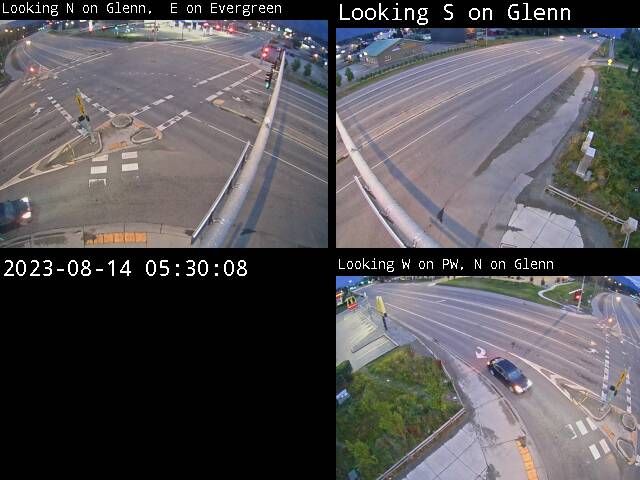 Looking N on Glenn, E on Evergreen
Looking S on Glenn
2023-08-14 05:30:08
Looking W on PW, N on Glenn